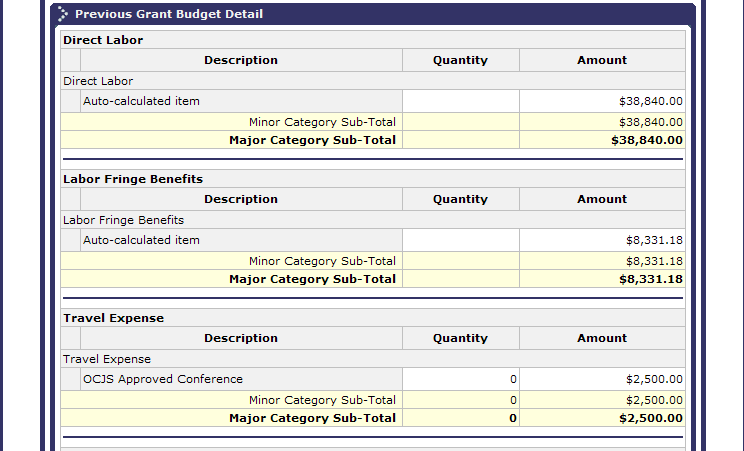 Previous Grant Budget Detail
Direct Labor
Description Quantity Amount
Direct Labor
Auto-calculated item $38,840.00
Minor Category Sub-Total $38,840.00
Major Category Sub-Total $38,840.00
Labor Fringe Benefits
Description Quantity Amount
Labor Fringe Benefits
Auto-calculated item $8,331.18
Minor Category Sub-Total $8,331.18
Major Category Sub-Total $8,331.18
Travel Expense
Description Quantity Amount
Travel Expense
OCJS Approved Conference 0 $2,500.00
Minor Category Sub-Total 0 $2,500.00
Major Category Sub-Total 0 $2,500.00